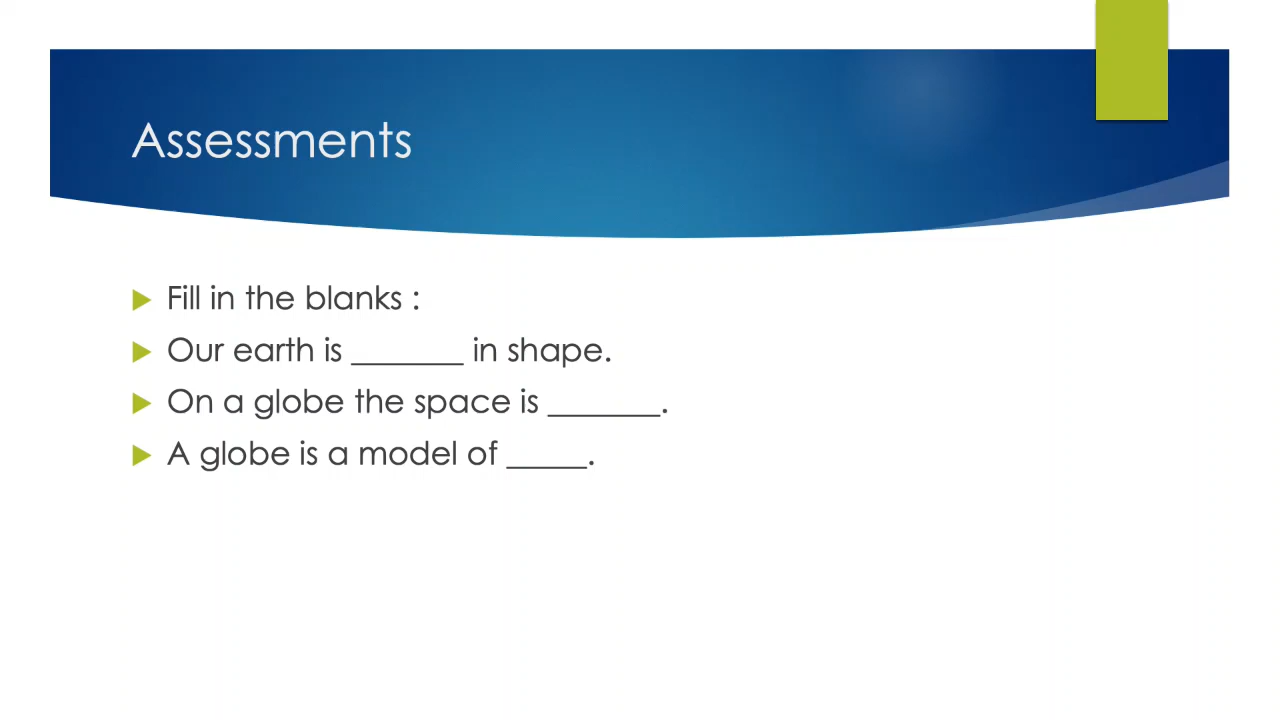 Assessments
Fill in the blanks :
Our earth is _______ in shape.
On a globe the space is _______.
A globe is a model of _____.